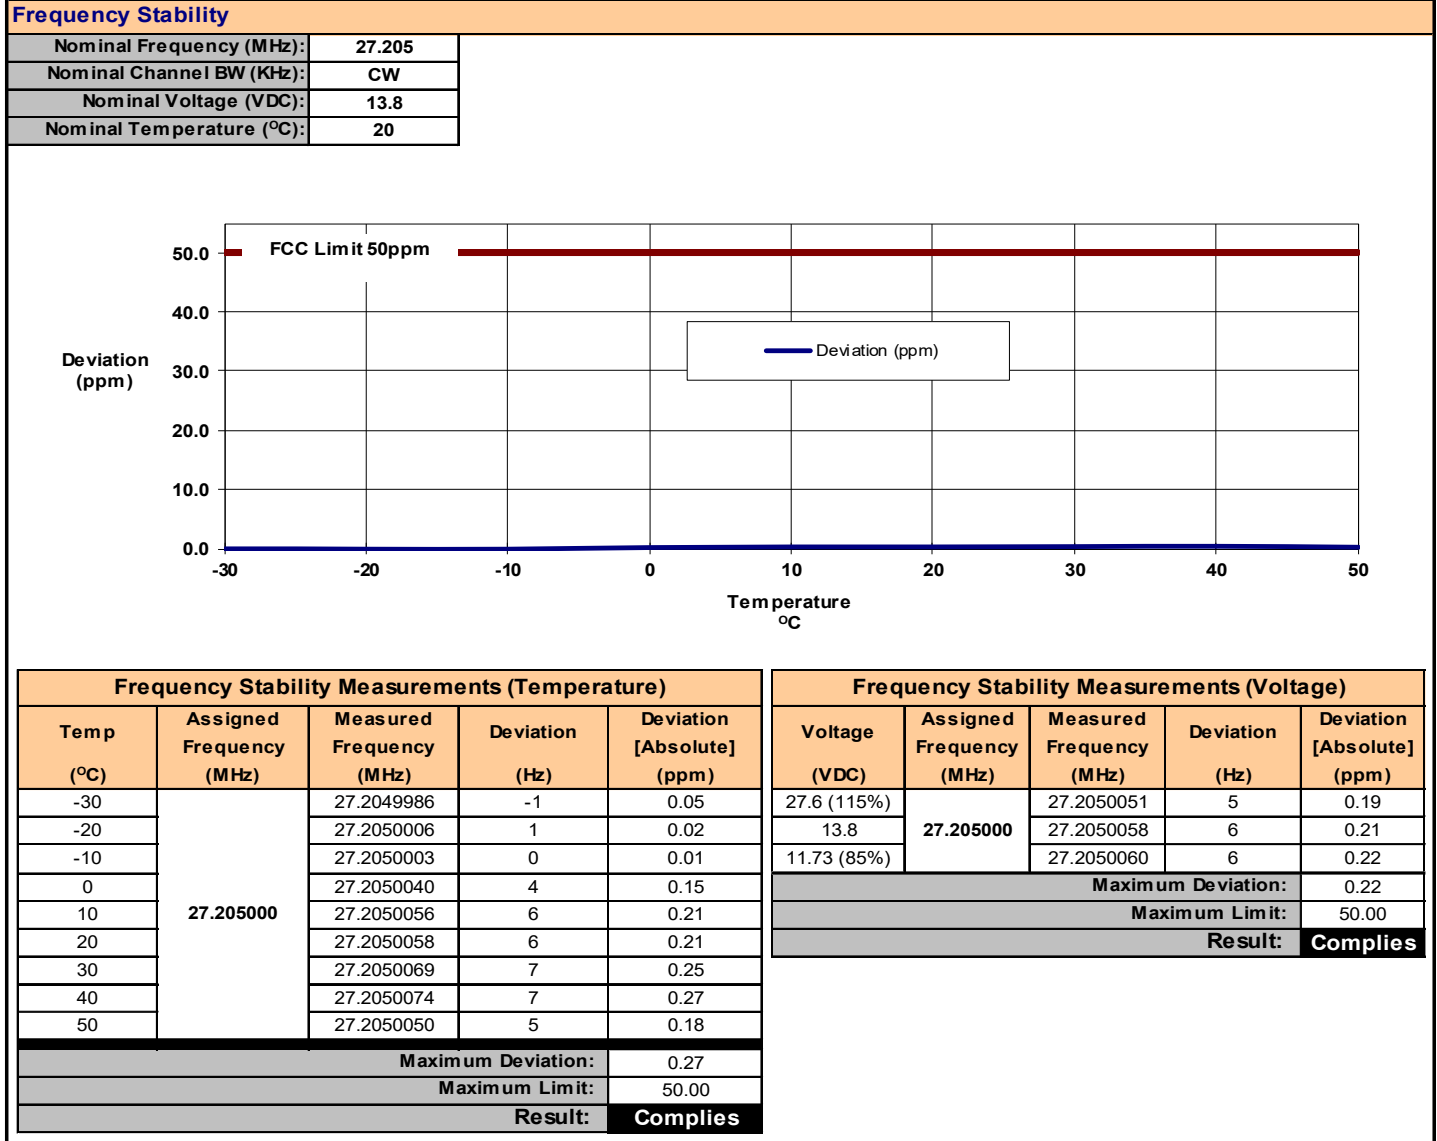 Frequency Stability
Nominal Frequency (MHz): 27.205
Nominal Channel BW (KHz): CW
Nominal Voltage (VDC): 13.8
Nominal Temperature (ᴼC): 20
FCC Limit 50ppm
50.0
40.0
30.0
20.0
10.0
0.0
Deviation
(ppm)
Deviation (ppm)
-30 -20 -10 0 10 20 30 40 50
Temperature
ᴼC
Frequency Stability Measurements (Temperature)
Temp (ᴼC) Assigned Frequency (MHz) Measured Frequency (MHz) Deviation (Hz) Deviation [Absolute] (ppm)
-30 27.2049986 -1 0.05
-20 27.2050006 1 0.02
-10 27.2050003 0 0.01
0 27.2050040 4 0.15
10 27.205000 27.2050056 6 0.21
20 27.2050058 6 0.21
30 27.2050069 7 0.25
40 27.2050074 7 0.27
50 27.2050050 5 0.18
Maximum Deviation: 0.27
Maximum Limit: 50.00
Result: Complies
Frequency Stability Measurements (Voltage)
Voltage (VDC) Assigned Frequency (MHz) Measured Frequency (MHz) Deviation (Hz) Deviation [Absolute] (ppm)
27.6 (115%) 27.2050051 5 0.19
13.8 27.205000 27.2050058 6 0.21
11.73 (85%) 27.2050060 6 0.22
Maximum Deviation: 0.22
Maximum Limit: 50.00
Result: Complies